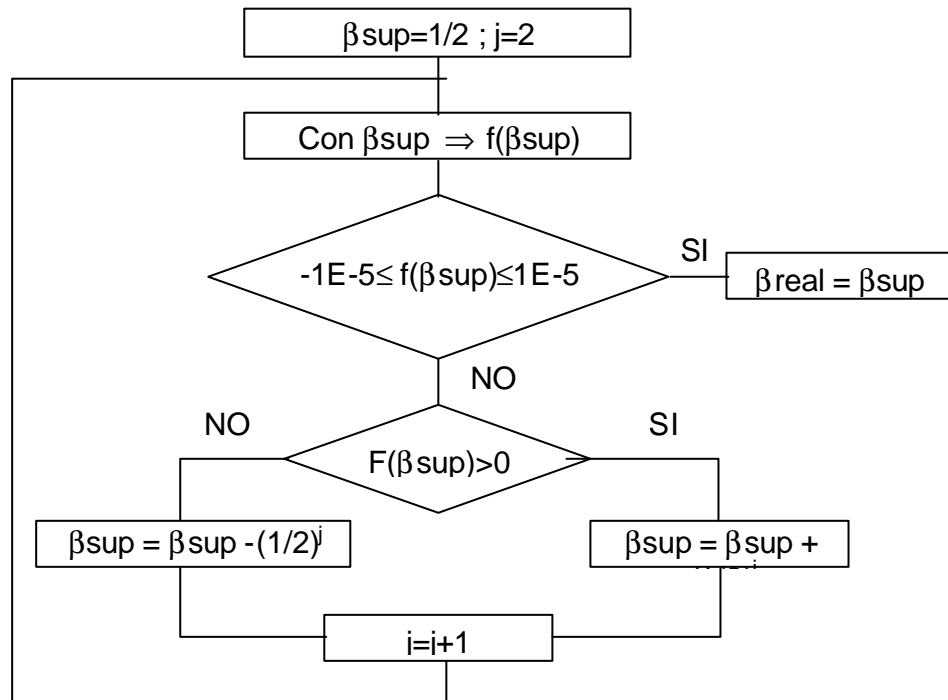 βsup=1/2 ; j=2
Con βsup ⇒ f(βsup)
-1E-5≤ f(βsup)≤1E-5
SI
βreal = βsup
NO
NO
SI
F(βsup)>0
βsup = βsup -(1/2)^j
βsup = βsup +
j=j+1